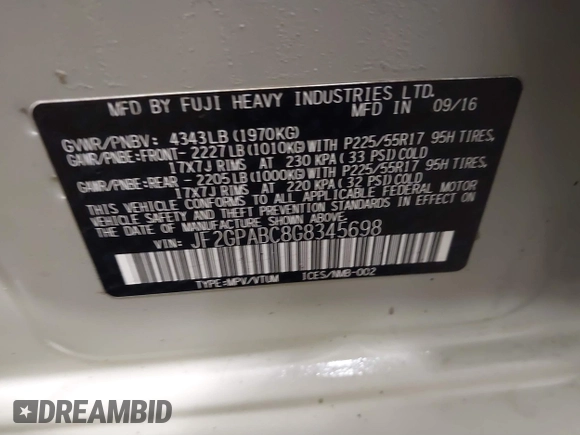 MFD BY FUJI HEAVY INDUSTRIES LTD.
MFD IN 09/16
GVWR/PNBV: 4343LB(1970KG)
GAWR/PNBE:FRONT-2227LB(1010KG)WITH P225/55R17 95H TIRES,
17X7J RIMS AT 230 KPA(33 PSI)COLD
GAWR/PNBE:REAR -2205LB(1000KG)WITH P225/55R17 95H TIRES,
17X7J RIMS AT 220 KPA(32 PSI)COLD
THIS VEHICLE CONFORMS TO ALL APPLICABLE FEDERAL MOTOR
VEHICLE SAFETY AND THEFT PREVENTION STANDARDS IN EFFECT ON
THE DATE OF MANUFACTURE SHOWN ABOVE.
VIN: JF2GPABC8G8345698
TYPE:MPV/VTUM ICES/NMB-002
DREAMBID